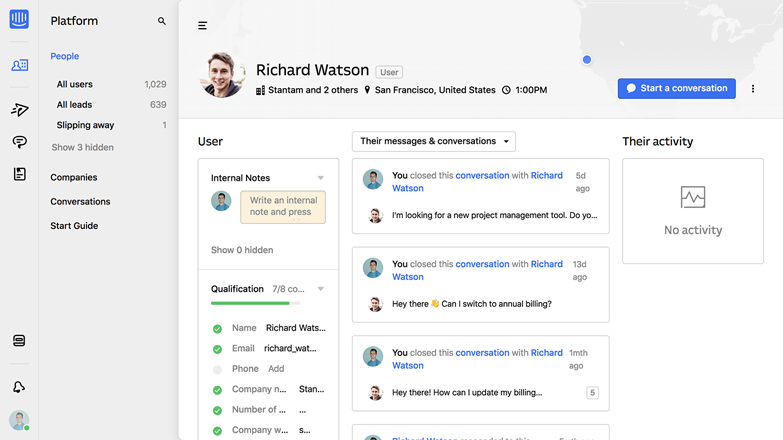 Platform
People
All users 1,029
All leads 639
Slipping away 1
Show 3 hidden
Companies
Conversations
Start Guide
Richard Watson User
Stantam and 2 others San Francisco, United States 1:00PM
Start a conversation
User
Internal Notes
Write an internal
note and press
Show 0 hidden
Qualification 7/8 co...
Name Richard Wats...
Email richard_wat...
Phone Add
Company n... Stan...
Number of ... ...
Company w... s...
Their messages & conversations
You closed this conversation with Richard
Watson
5d
ago
I'm looking for a new project management tool. Do yo...
You closed this conversation with Richard
Watson
13d
ago
Hey there 👋 Can I switch to annual billing?
You closed this conversation with Richard
Watson
1mth
ago
Hey there! How can I update my billing...
5
Richard Watson responded to this
Their activity
No activity